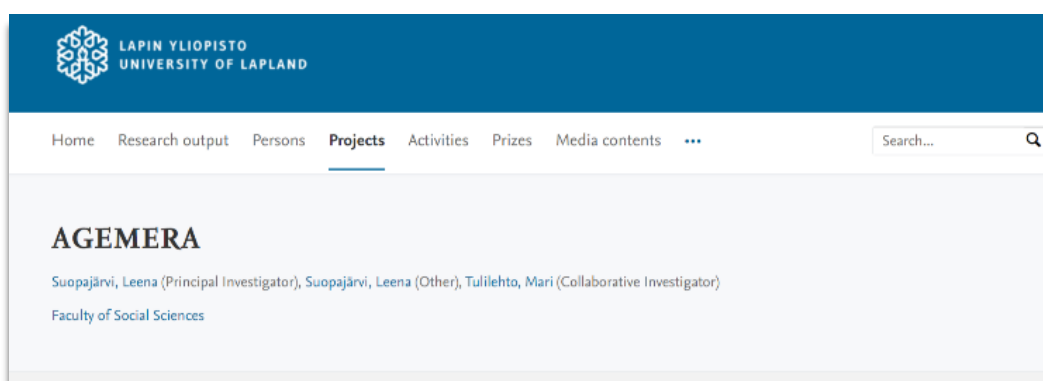 LAPIN YLIOPISTO
UNIVERSITY OF LAPLAND
Home Research output Persons Projects Activities Prizes Media contents ••• Search...
AGEMERA
Suopajärvi, Leena (Principal Investigator), Suopajärvi, Leena (Other), Tulilehto, Mari (Collaborative Investigator)
Faculty of Social Sciences